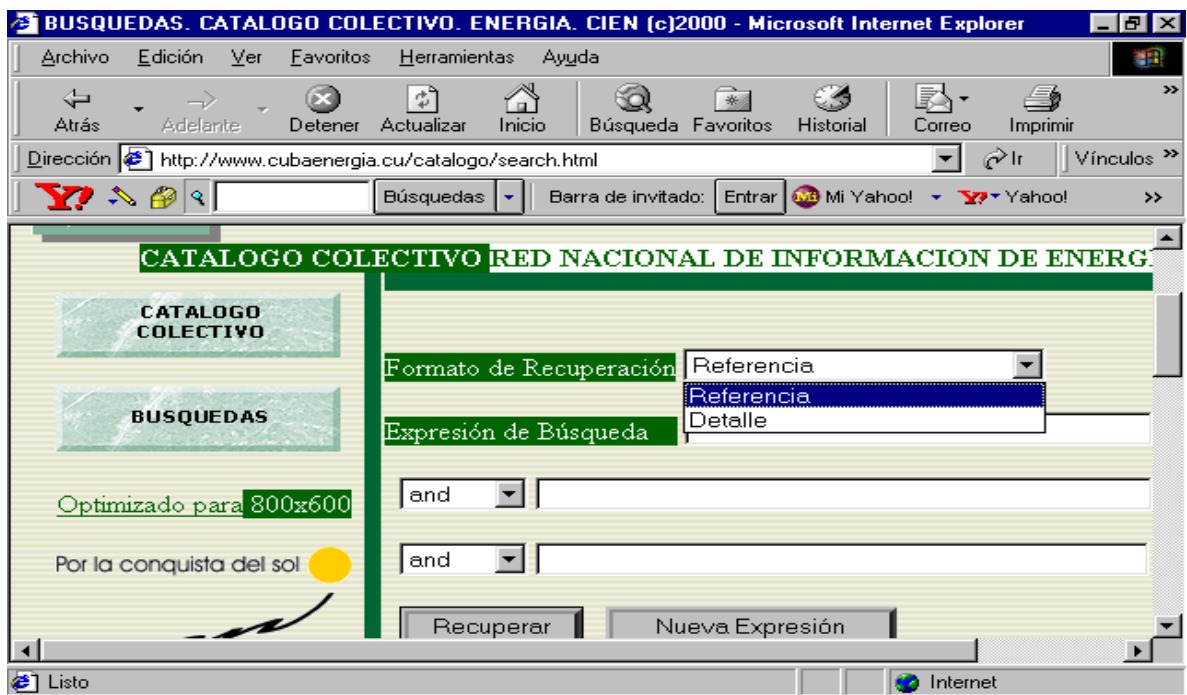 BUSQUEDAS. CATALOGO COLECTIVO. ENERGIA. CIEN (c)2000 - Microsoft Internet Explorer
Archivo Edición Ver Favoritos Herramientas Ayuda
Atrás Adelante Detener Actualizar Inicio Búsqueda Favoritos Historial Correo Imprimir »
Dirección http://www.cubaenergia.cu/catalogo/search.html Ir Vínculos »
Y! Búsquedas Barra de invitado: Entrar Mi Yahoo! Y! Yahoo! »
CATALOGO COLECTIVO RED NACIONAL DE INFORMACION DE ENERG
CATALOGO
COLECTIVO
Formato de Recuperación Referencia
Referencia
Detalle
BUSQUEDAS
Expresión de Búsqueda
and
Optimizado para 800x600
and
Por la conquista del sol
Recuperar Nueva Expresión
Listo Internet